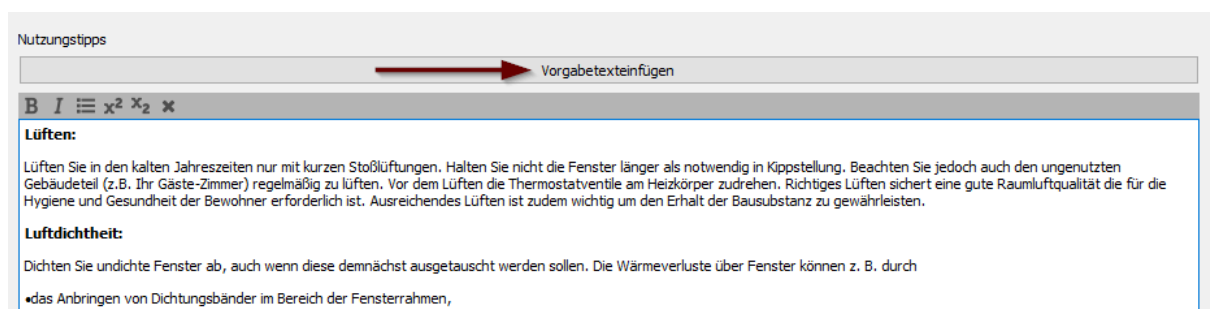 Nutzungstipps
Vorgabetexteinfügen
B I x² x₂ ×
Lüften:
Lüften Sie in den kalten Jahreszeiten nur mit kurzen Stoßlüftungen. Halten Sie nicht die Fenster länger als notwendig in Kippstellung. Beachten Sie jedoch auch den ungenutzten
Gebäudeteil (z.B. Ihr Gäste-Zimmer) regelmäßig zu lüften. Vor dem Lüften die Thermostatventile am Heizkörper zudrehen. Richtiges Lüften sichert eine gute Raumluftqualität die für die
Hygiene und Gesundheit der Bewohner erforderlich ist. Ausreichendes Lüften ist zudem wichtig um den Erhalt der Bausubstanz zu gewährleisten.
Luftdichtheit:
Dichten Sie undichte Fenster ab, auch wenn diese demnächst ausgetauscht werden sollen. Die Wärmeverluste über Fenster können z. B. durch
•das Anbringen von Dichtungsbänder im Bereich der Fensterrahmen,